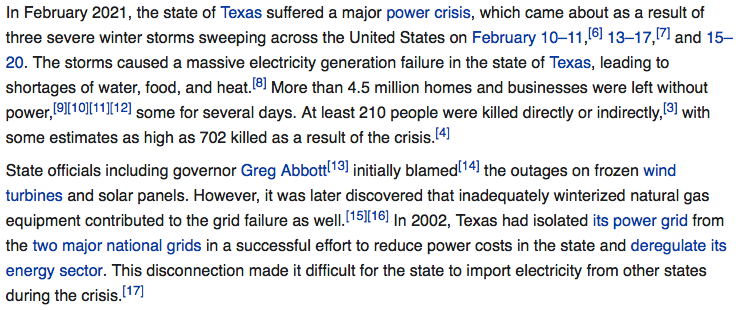 In February 2021, the state of Texas suffered a major power crisis, which came about as a result of
three severe winter storms sweeping across the United States on February 10–11,[6] 13–17,[7] and 15–
20. The storms caused a massive electricity generation failure in the state of Texas, leading to
shortages of water, food, and heat.[8] More than 4.5 million homes and businesses were left without
power,[9][10][11][12] some for several days. At least 210 people were killed directly or indirectly,[3] with
some estimates as high as 702 killed as a result of the crisis.[4]
State officials including governor Greg Abbott[13] initially blamed[14] the outages on frozen wind
turbines and solar panels. However, it was later discovered that inadequately winterized natural gas
equipment contributed to the grid failure as well.[15][16] In 2002, Texas had isolated its power grid from
the two major national grids in a successful effort to reduce power costs in the state and deregulate its
energy sector. This disconnection made it difficult for the state to import electricity from other states
during the crisis.[17]